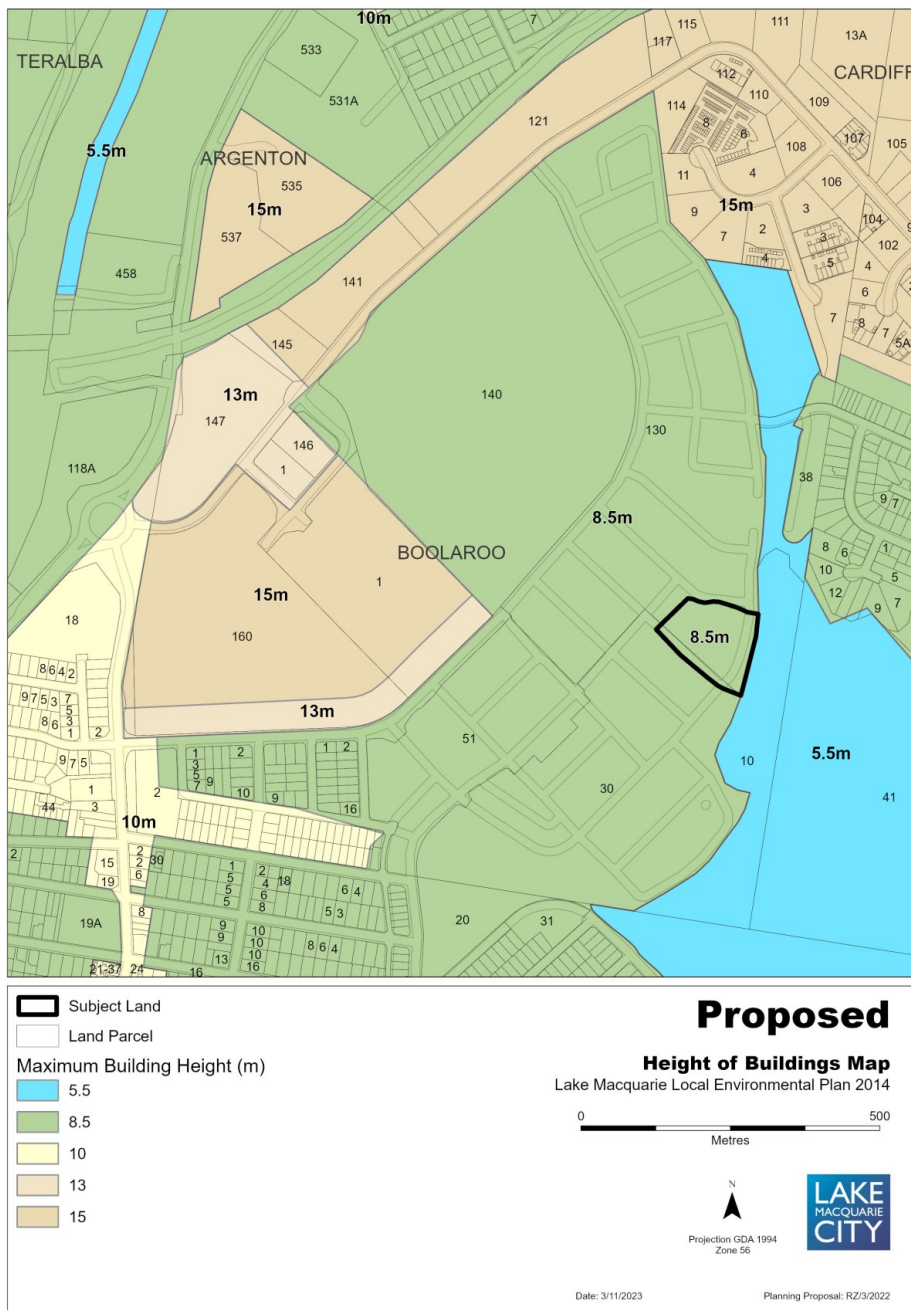 10m
7
115
111
117
13A
533
TERALBA
CARDIFF
112
110
531A
109
114
121
8
6
107
5.5m
108
105
ARGENTON
11
4
106
535
15m
9
15m
3
104
537
7
2
3
102
458
4
5
4
141
6
7
8
7
5A
145
13m
140
147
146
130
118A
1
38
9 7
8.5m
8
6
1
BOOLAROO
10
5
1
12
7
15m
9
18
160
8.5m
8 6 4 2
9 7 5 3
7
13m
5
8 6
3
1
2
51
5.5m
10
1
2
1 2
9 7 5
3
5
9
7
30
1
2
10
9
41
44
3
16
10m
2
30
15
2
1
2
18
2
19
6
5
4
6 4
5
6
8
5
8
5 3
20
31
19A
9
10
9
10
8 6 4
13
10
21-37
24
16
16
Subject Land
Land Parcel
Maximum Building Height (m)
5.5
8.5
10
13
15
Proposed
Height of Buildings Map
Lake Macquarie Local Environmental Plan 2014
0 500
Metres
N
Projection GDA 1994
Zone 56
LAKE
MACQUARIE
CITY
Date: 3/11/2023
Planning Proposal: RZ/3/2022